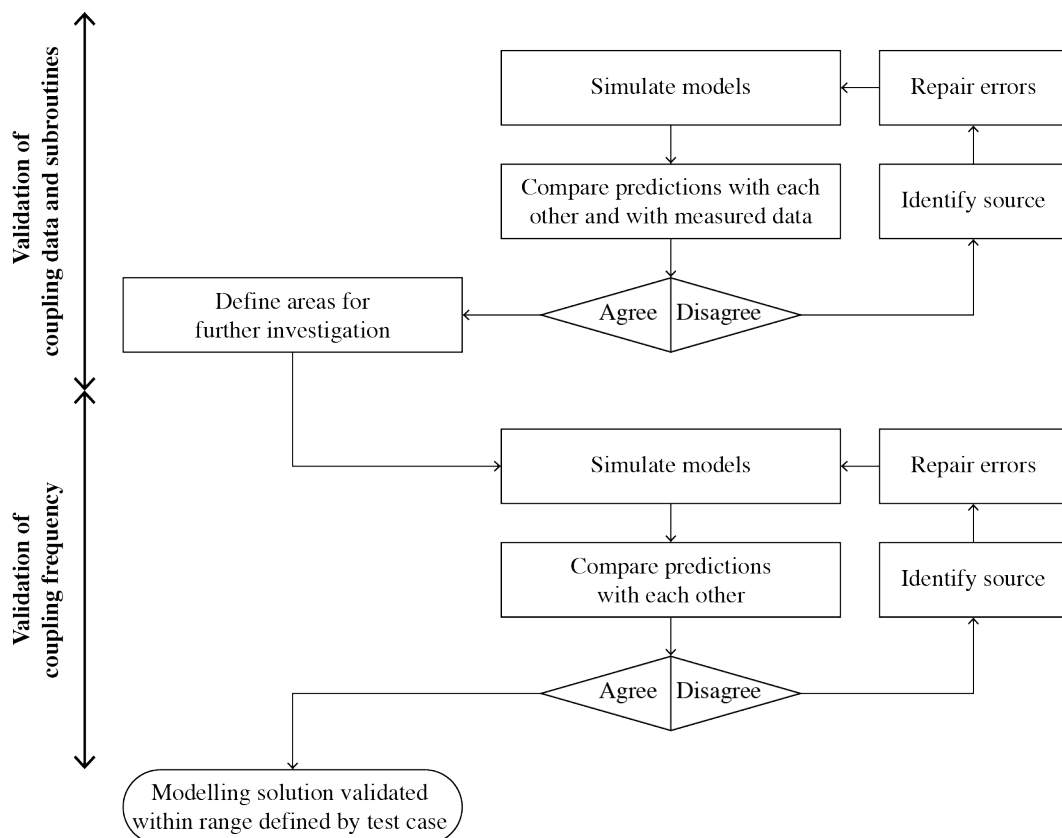 Validation of
coupling data and subroutines
Simulate models
Repair errors
Compare predictions with each
other and with measured data
Identify source
Define areas for
further investigation
Agree
Disagree
Validation of
coupling frequency
Simulate models
Repair errors
Compare predictions
with each other
Identify source
Agree
Disagree
Modelling solution validated
within range defined by test case